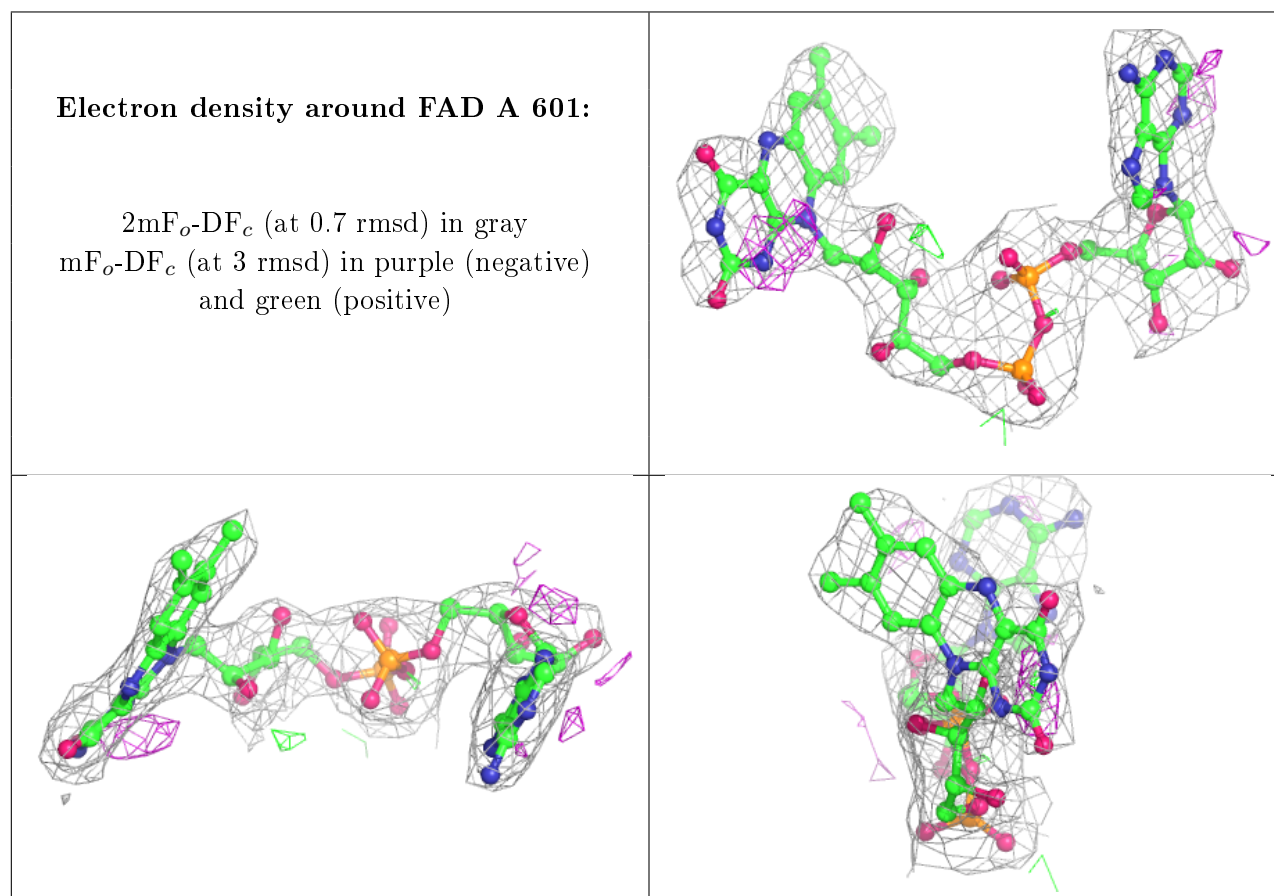 Electron density around FAD A 601:
2mFo-DFc (at 0.7 rmsd) in gray
mFo-DFc (at 3 rmsd) in purple (negative)
and green (positive)